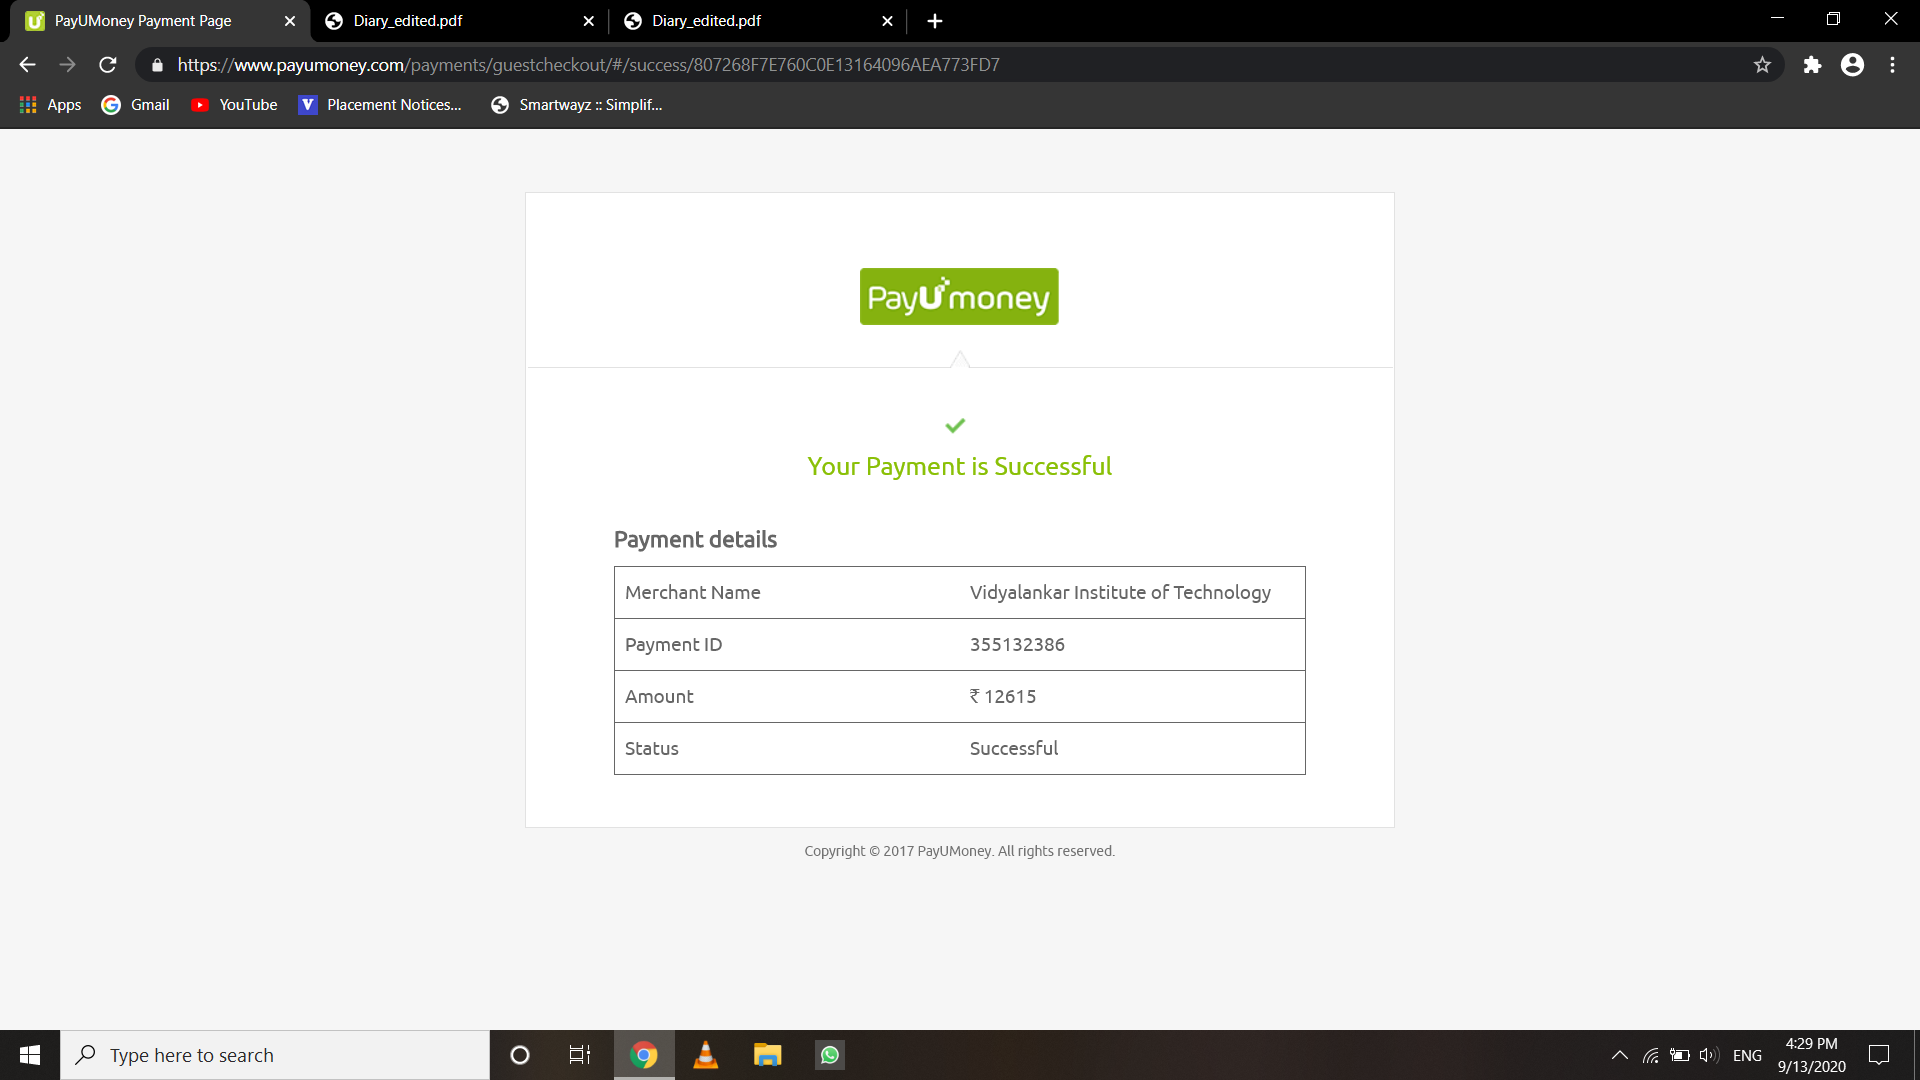 PayUMoney Payment Page
Diary_edited.pdf
Diary_edited.pdf
https://www.payumoney.com/payments/guestcheckout/#/success/807268F7E760C0E13164096AEA773FD7
Apps
Gmail
YouTube
V
Placement Notices...
Smartwayz :: Simplif...
PayUmoney
Your Payment is Successful
Payment details
Merchant Name Vidyalankar Institute of Technology
Payment ID 355132386
Amount ₹ 12615
Status Successful
Copyright © 2017 PayUMoney. All rights reserved.
Type here to search
ENG
4:29 PM
9/13/2020